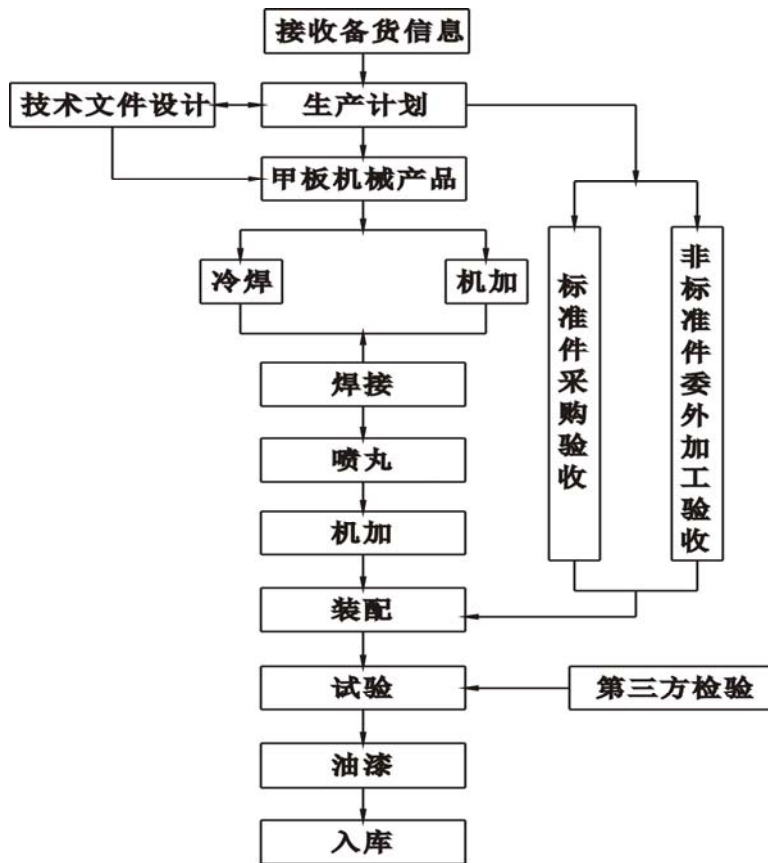 接收备货信息
技术文件设计
生产计划
甲板机械产品
冷焊
机加
标准件采购验收
非标准件委外加工验收
焊接
喷丸
机加
装配
试验
第三方检验
油漆
入库